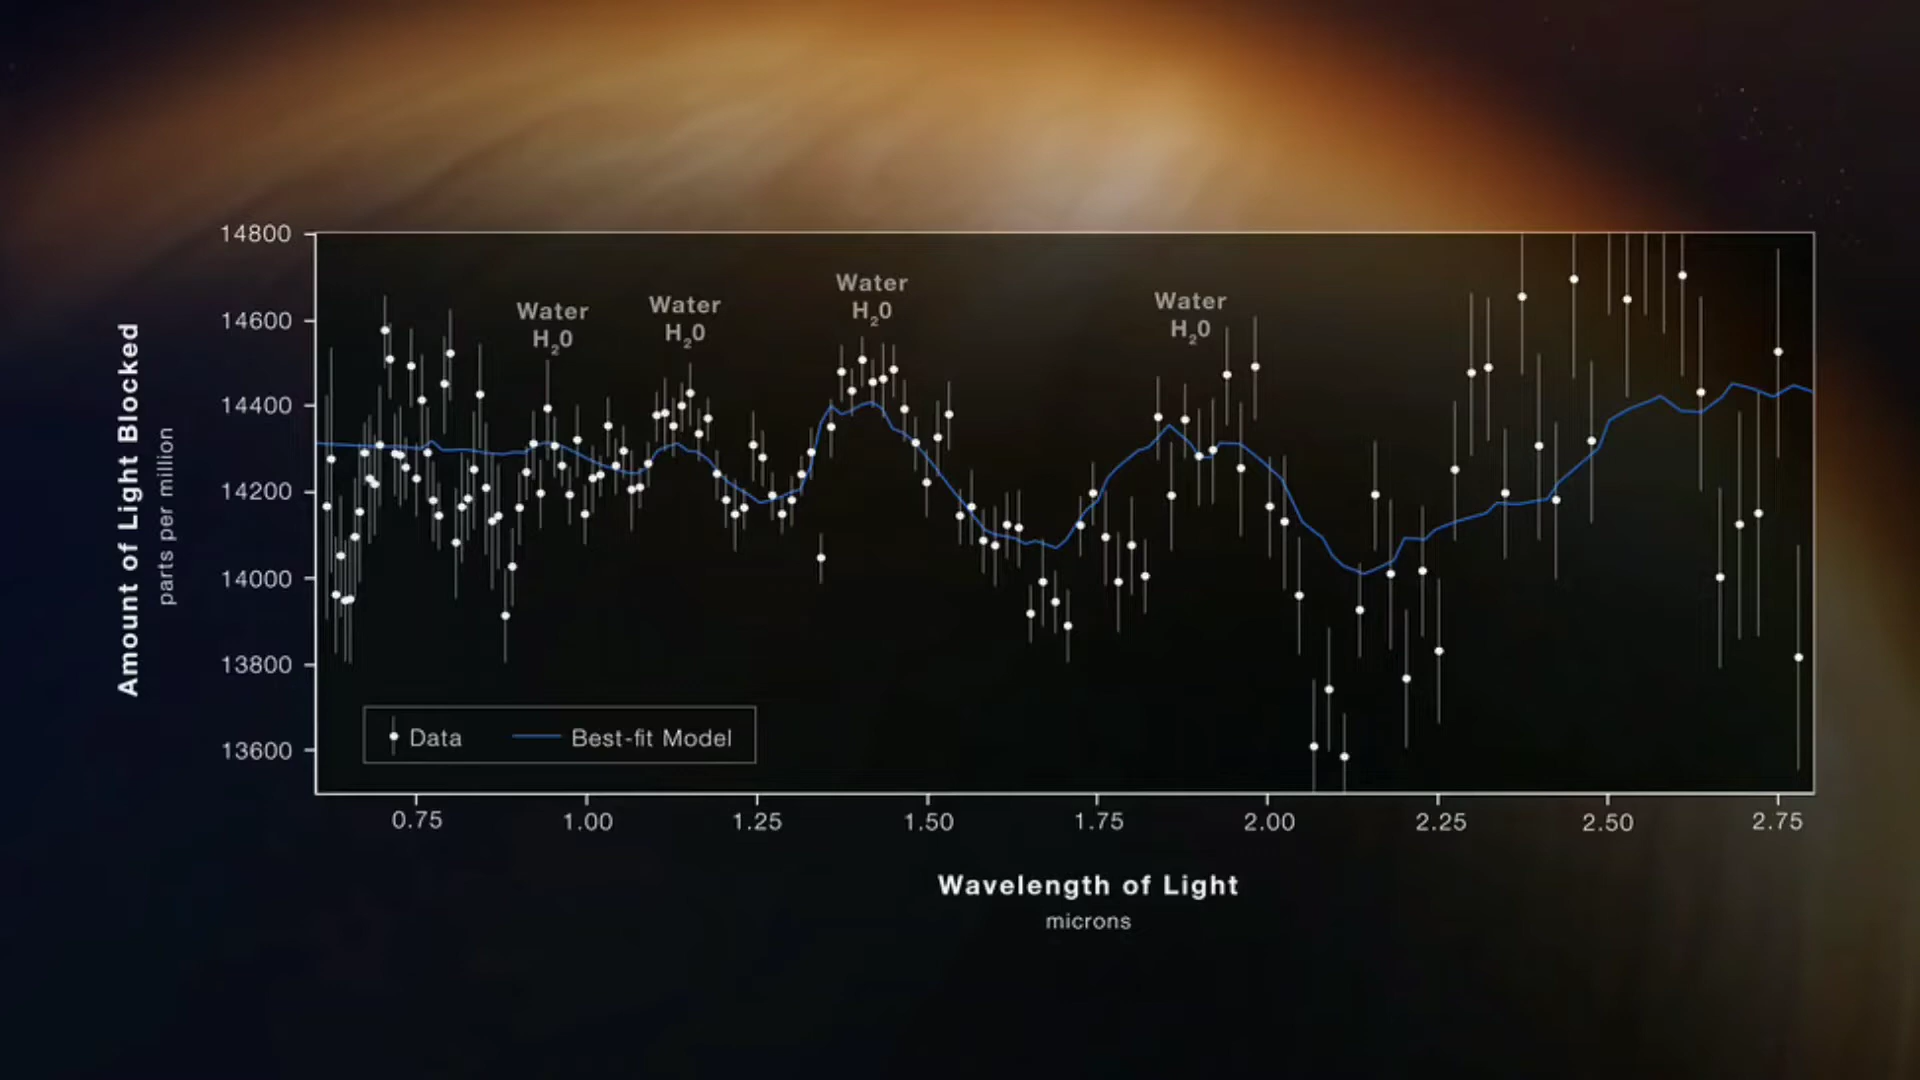 14800
14600
14400
14200
14000
13800
13600
Amount of Light Blocked
parts per million
Water
H₂0
Water
H₂0
Water
H₂0
Water
H₂0
Data
Best-fit Model
0.75
1.00
1.25
1.50
1.75
2.00
2.25
2.50
2.75
Wavelength of Light
microns